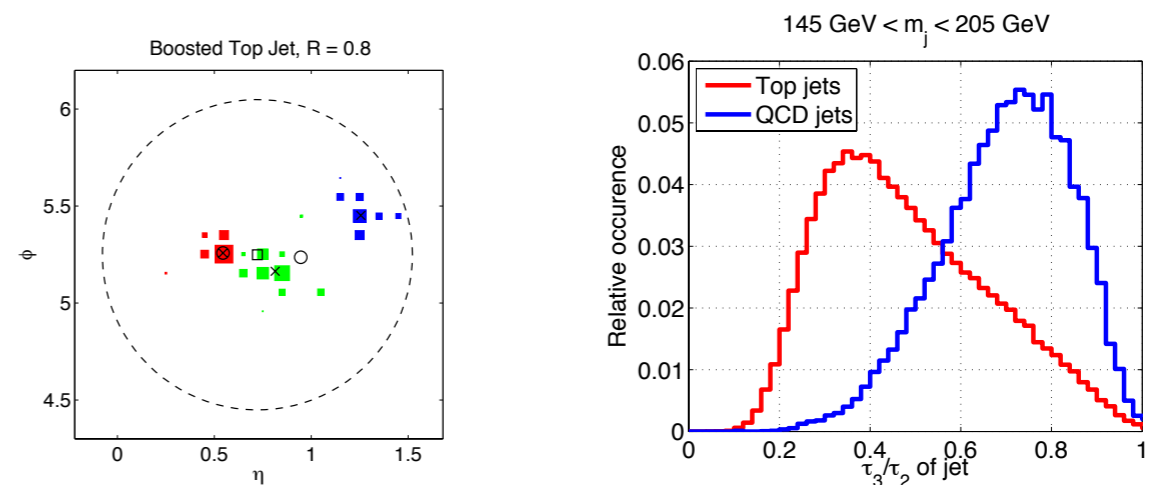 Boosted Top Jet, R = 0.8
6
5.5
5
4.5
ϕ
0
0.5
1
1.5
η
145 GeV < m_j < 205 GeV
Top jets
QCD jets
0.06
0.05
0.04
0.03
0.02
0.01
0
Relative occurence
0
0.2
0.4
0.6
0.8
1
τ_3/τ_2 of jet